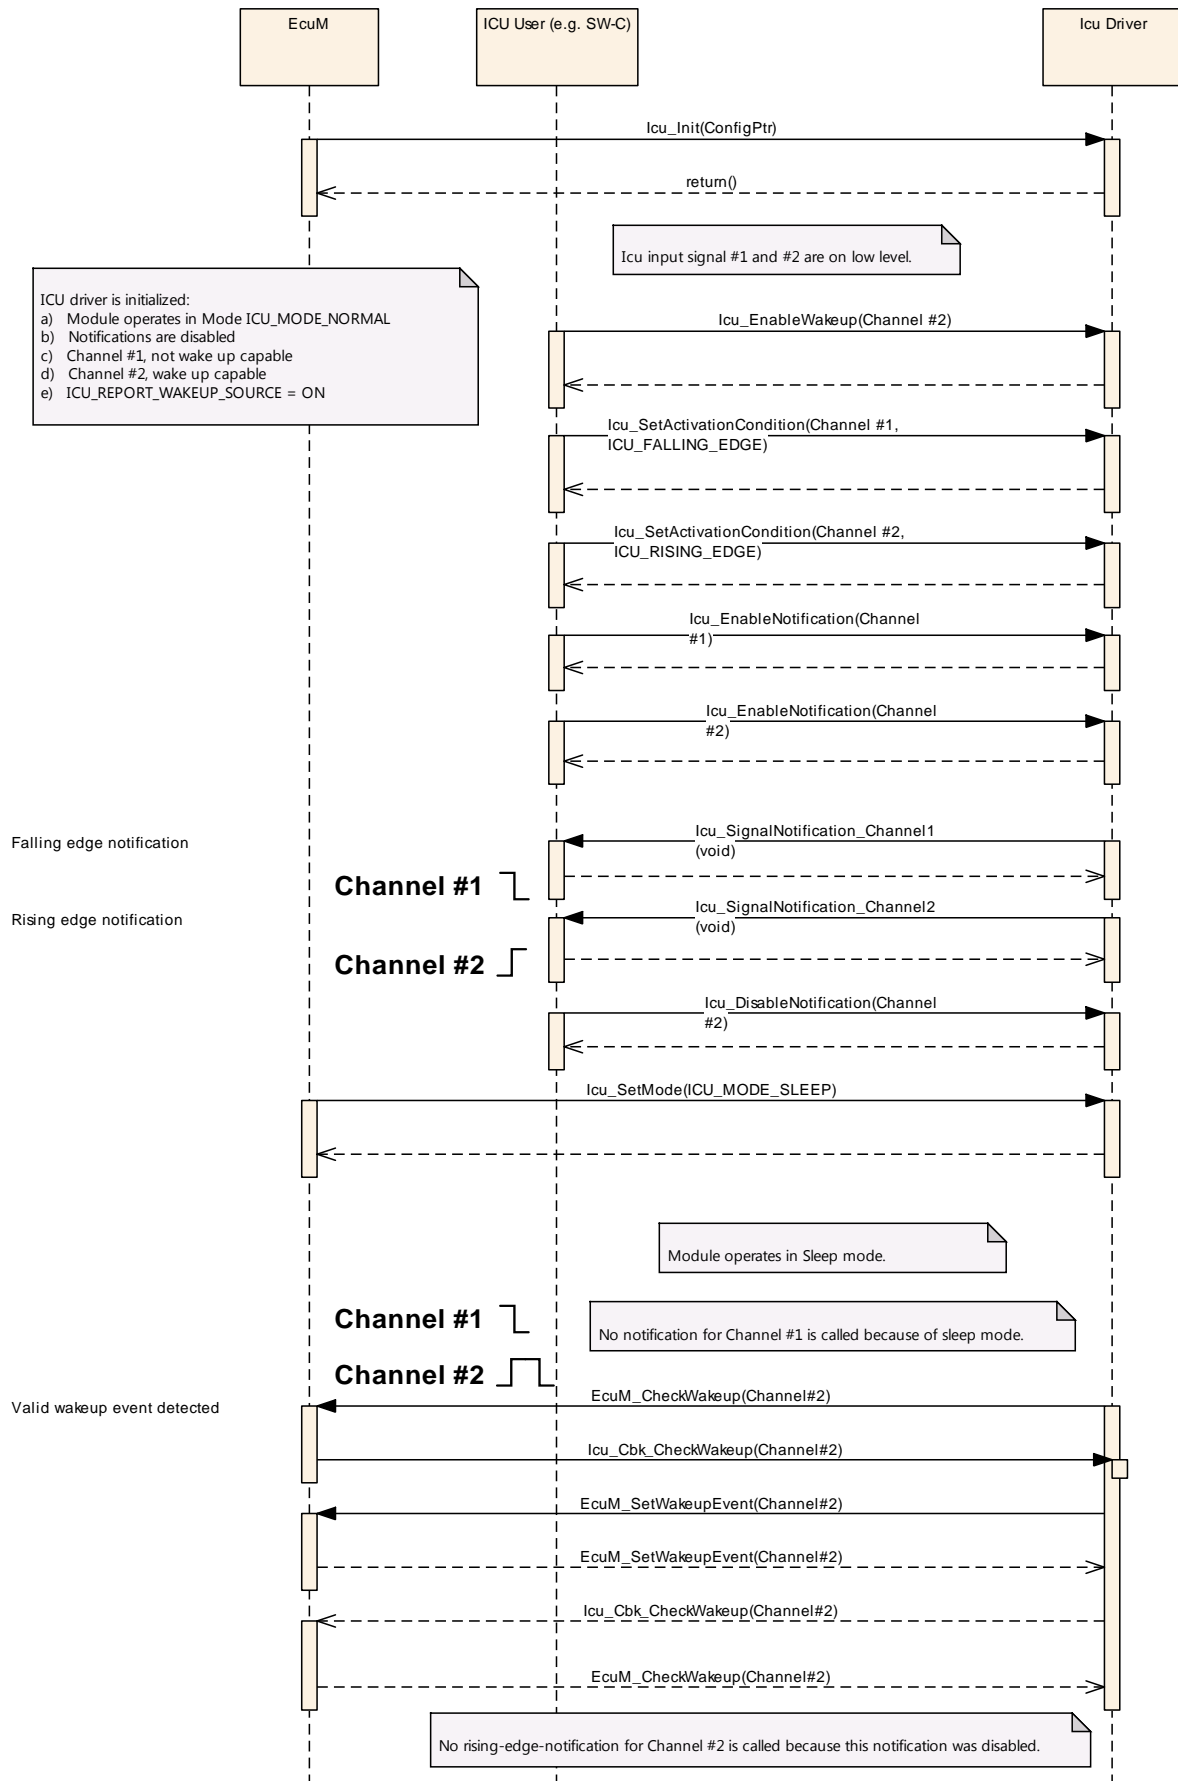 EcuM
ICU User (e.g. SW-C)
Icu Driver
Icu_Init(ConfigPtr)
return()
Icu input signal #1 and #2 are on low level.
ICU driver is initialized:
a) Module operates in Mode ICU_MODE_NORMAL
b) Notifications are disabled
c) Channel #1, not wake up capable
d) Channel #2, wake up capable
e) ICU_REPORT_WAKEUP_SOURCE = ON
Icu_EnableWakeup(Channel #2)
Icu_SetActivationCondition(Channel #1,
ICU_FALLING_EDGE)
Icu_SetActivationCondition(Channel #2,
ICU_RISING_EDGE)
Icu_EnableNotification(Channel
#1)
Icu_EnableNotification(Channel
#2)
Falling edge notification
Icu_SignalNotification_Channel1
(void)
Channel #1
Rising edge notification
Icu_SignalNotification_Channel2
(void)
Channel #2
Icu_DisableNotification(Channel
#2)
Icu_SetMode(ICU_MODE_SLEEP)
Module operates in Sleep mode.
Channel #1
No notification for Channel #1 is called because of sleep mode.
Channel #2
Valid wakeup event detected
EcuM_CheckWakeup(Channel#2)
Icu_Cbk_CheckWakeup(Channel#2)
EcuM_SetWakeupEvent(Channel#2)
EcuM_SetWakeupEvent(Channel#2)
Icu_Cbk_CheckWakeup(Channel#2)
EcuM_CheckWakeup(Channel#2)
No rising-edge-notification for Channel #2 is called because this notification was disabled.